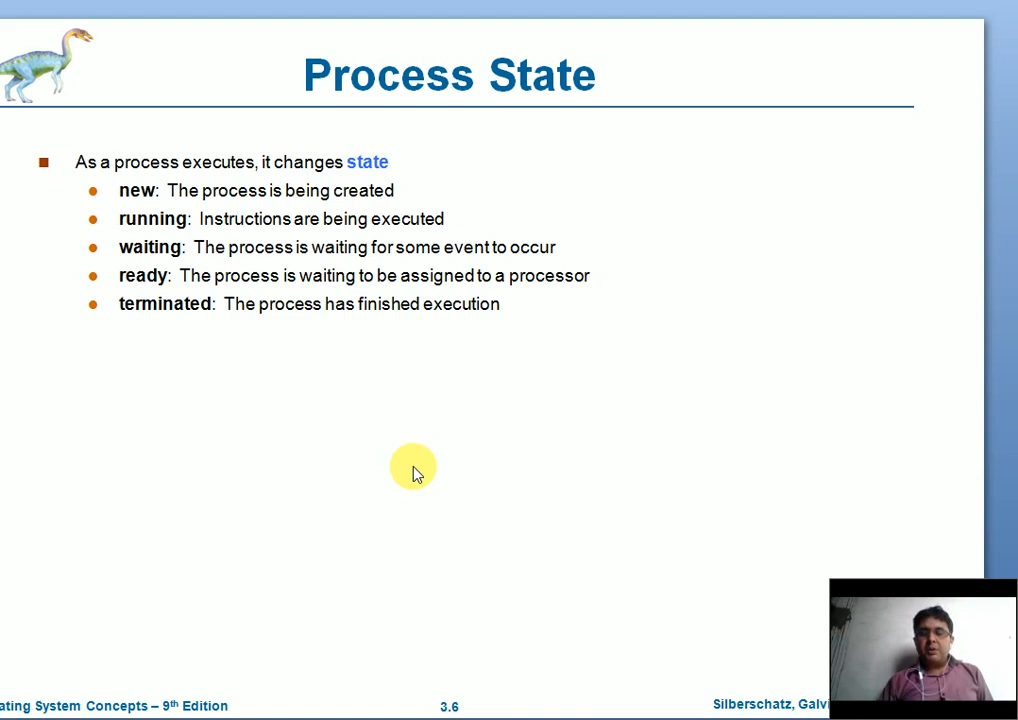 Process State
As a process executes, it changes state
new: The process is being created
running: Instructions are being executed
waiting: The process is waiting for some event to occur
ready: The process is waiting to be assigned to a processor
terminated: The process has finished execution
System Concepts – 9th Edition
3.6
Silberschatz,